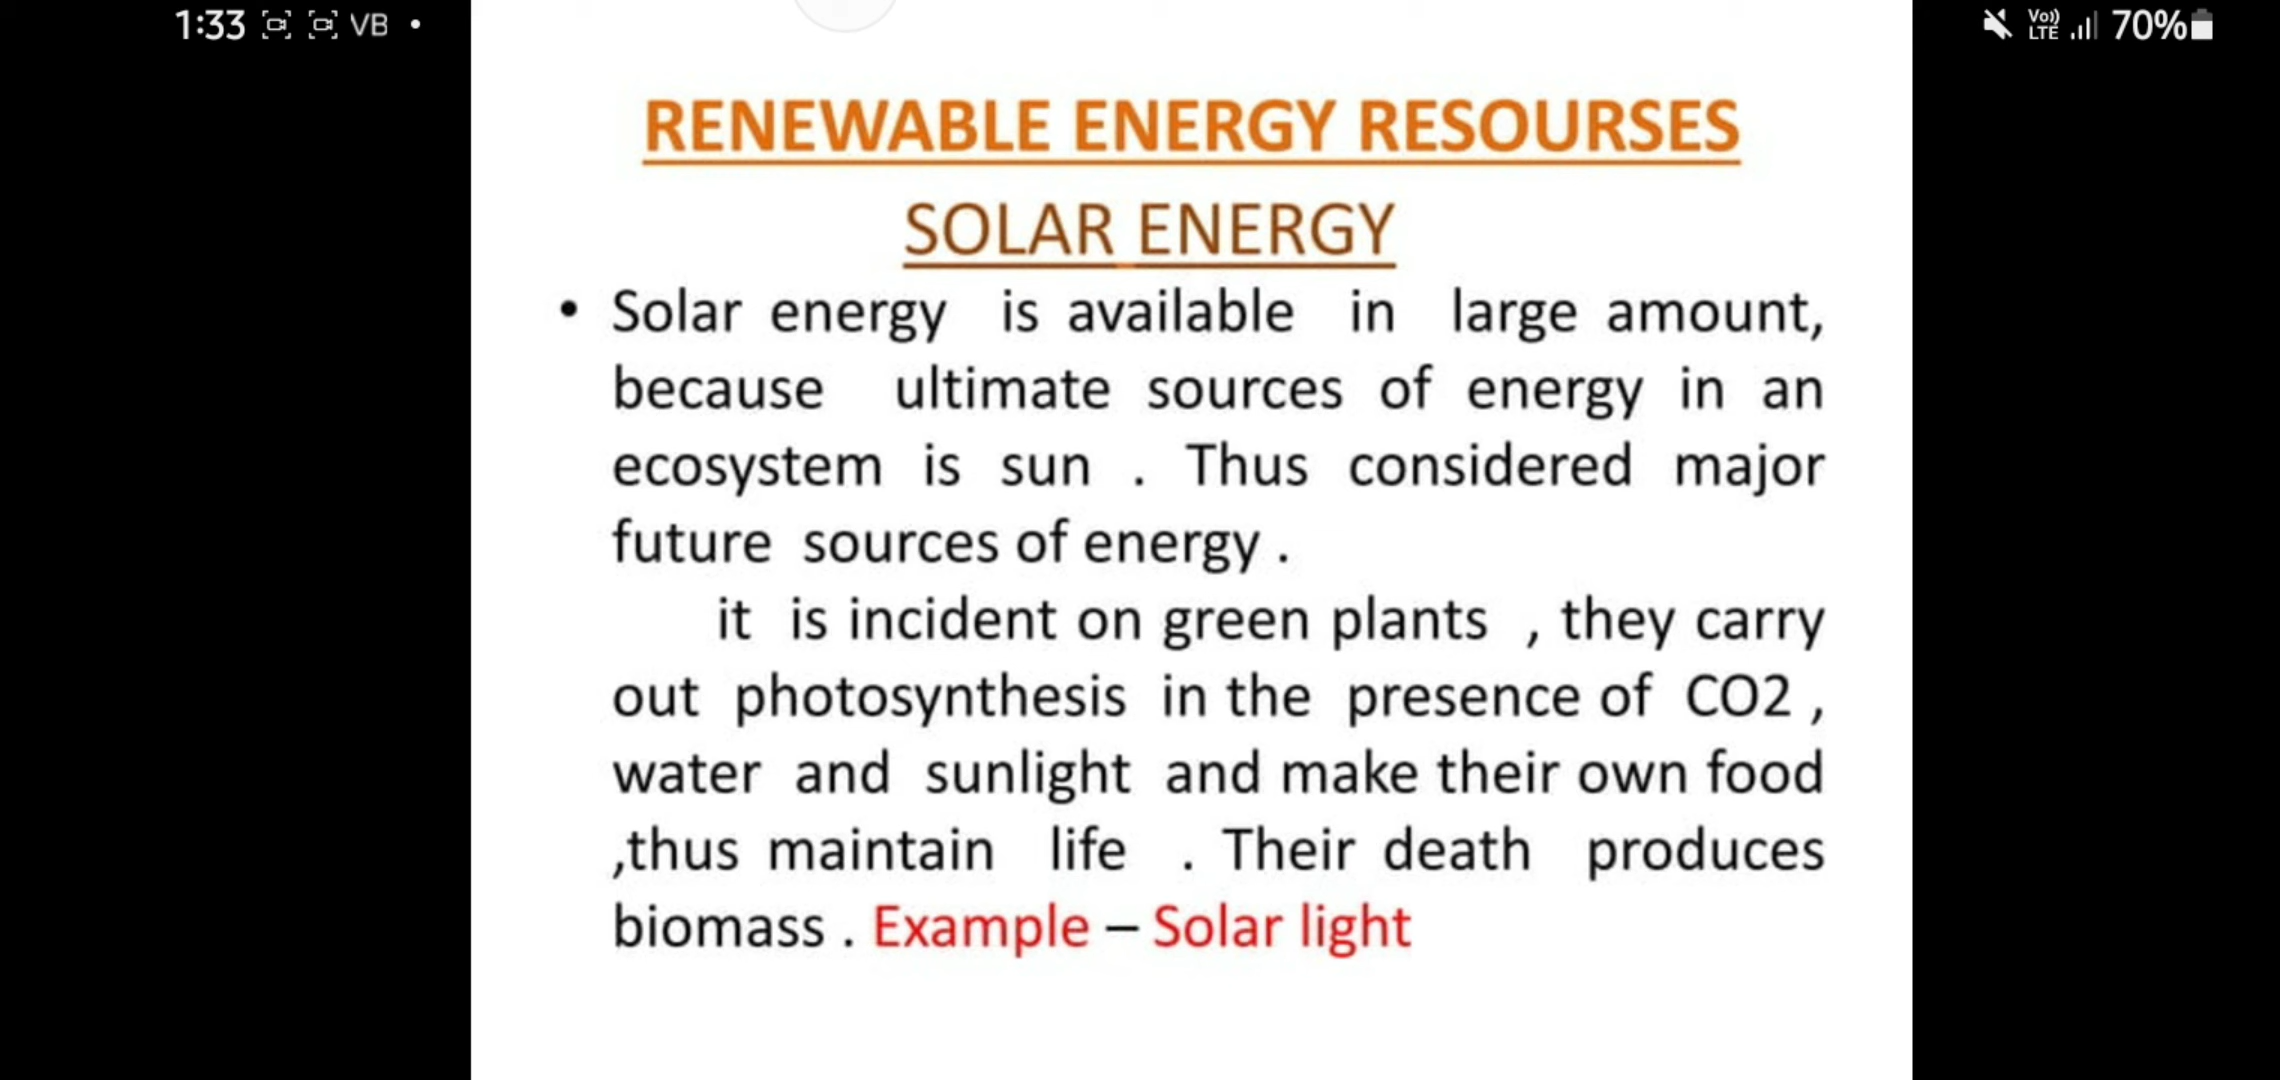 1:33 VB •
Vo)) LTE 70%
RENEWABLE ENERGY RESOURSES
SOLAR ENERGY
• Solar energy is available in large amount,
because ultimate sources of energy in an
ecosystem is sun . Thus considered major
future sources of energy .
it is incident on green plants , they carry
out photosynthesis in the presence of CO2 ,
water and sunlight and make their own food
,thus maintain life . Their death produces
biomass . Example – Solar light